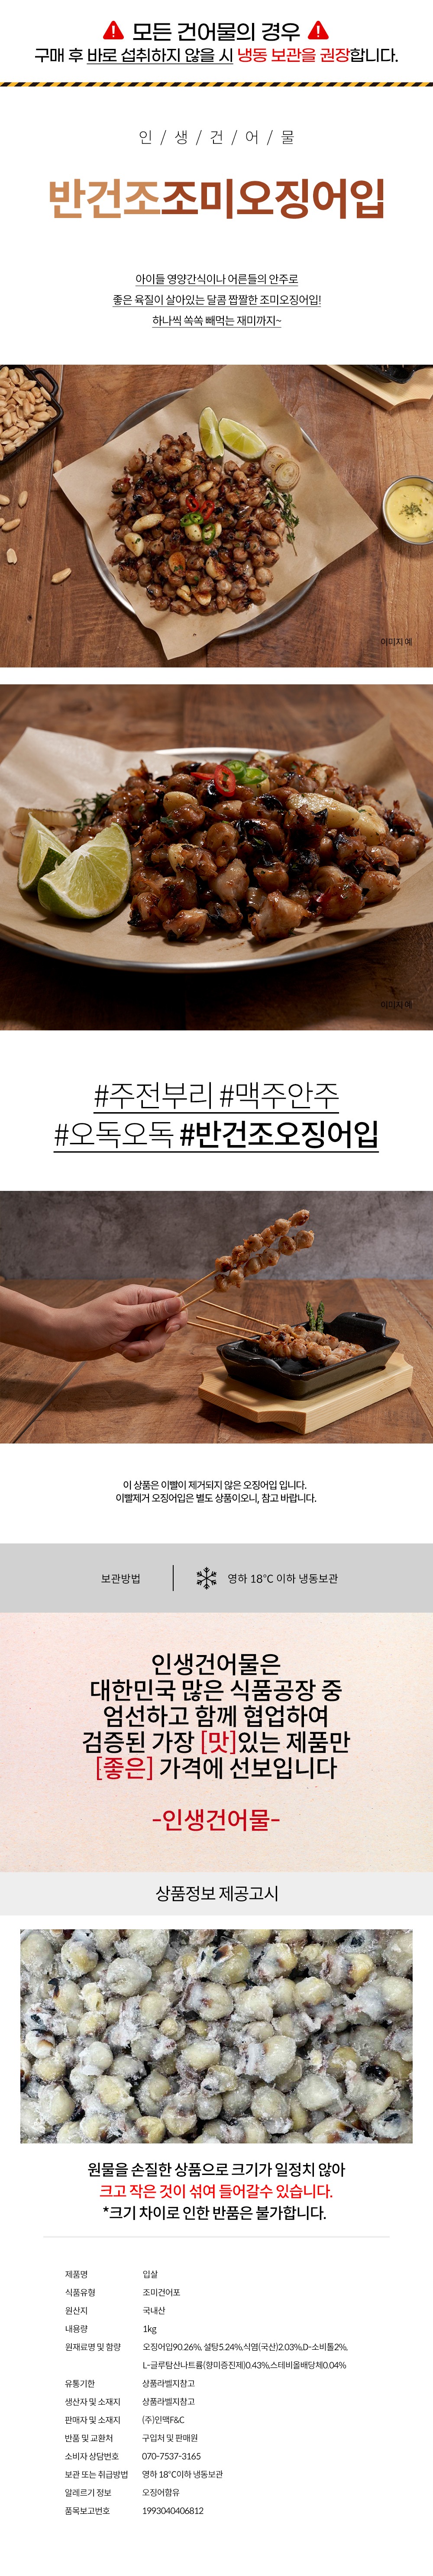 모든 건어물의 경우
구매 후 바로 섭취하지 않을 시 냉동 보관을 권장합니다.
인 / 생 / 건 / 어 / 물
반건조조미오징어입
아이들 영양간식이나 어른들의 안주로
좋은 육질이 살아있는 달콤 짭짤한 조미오징어입!
하나씩 쏙쏙 빼먹는 재미까지~
이미지 예
이미지 예
#주전부리 #맥주안주
#오독오독 #반건조오징어입
이 상품은 이빨이 제거되지 않은 오징어입 입니다.
이빨제거 오징어입은 별도 상품이오니, 참고 바랍니다.
보관방법 영하 18℃ 이하 냉동보관
인생건어물은
대한민국 많은 식품공장 중
엄선하고 함께 협업하여
검증된 가장 [맛]있는 제품만
[좋은] 가격에 선보입니다
-인생건어물-
상품정보 제공고시
원물을 손질한 상품으로 크기가 일정치 않아
크고 작은 것이 섞여 들어갈수 있습니다.
*크기 차이로 인한 반품은 불가합니다.
제품명 입살
식품유형 조미건어포
원산지 국내산
내용량 1kg
원재료명 및 함량 오징어입90.26%, 설탕5.24%,식염(국산)2.03%,D-소비톨2%,
L-글루탐산나트륨(향미증진제)0.43%,스테비올배당체0.04%
유통기한 상품라벨지참고
생산자 및 소재지 상품라벨지참고
판매자 및 소재지 (주)인맥F&C
반품 및 교환처 구입처 및 판매원
소비자 상담번호 070-7537-3165
보관 또는 취급방법 영하 18℃이하 냉동보관
알레르기 정보 오징어함유
품목보고번호 1993040406812